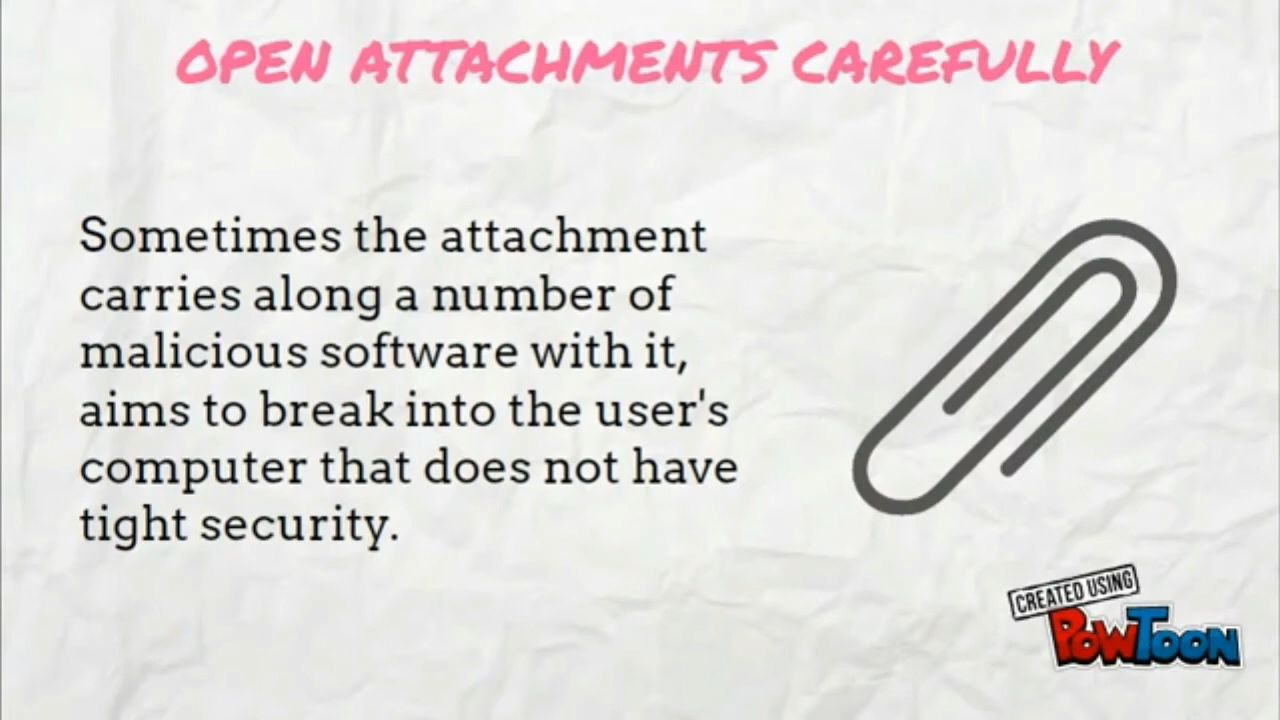 OPEN ATTACHMENTS CAREFULLY
Sometimes the attachment
carries along a number of
malicious software with it,
aims to break into the user's
computer that does not have
tight security.
CREATED USING
POWTOON